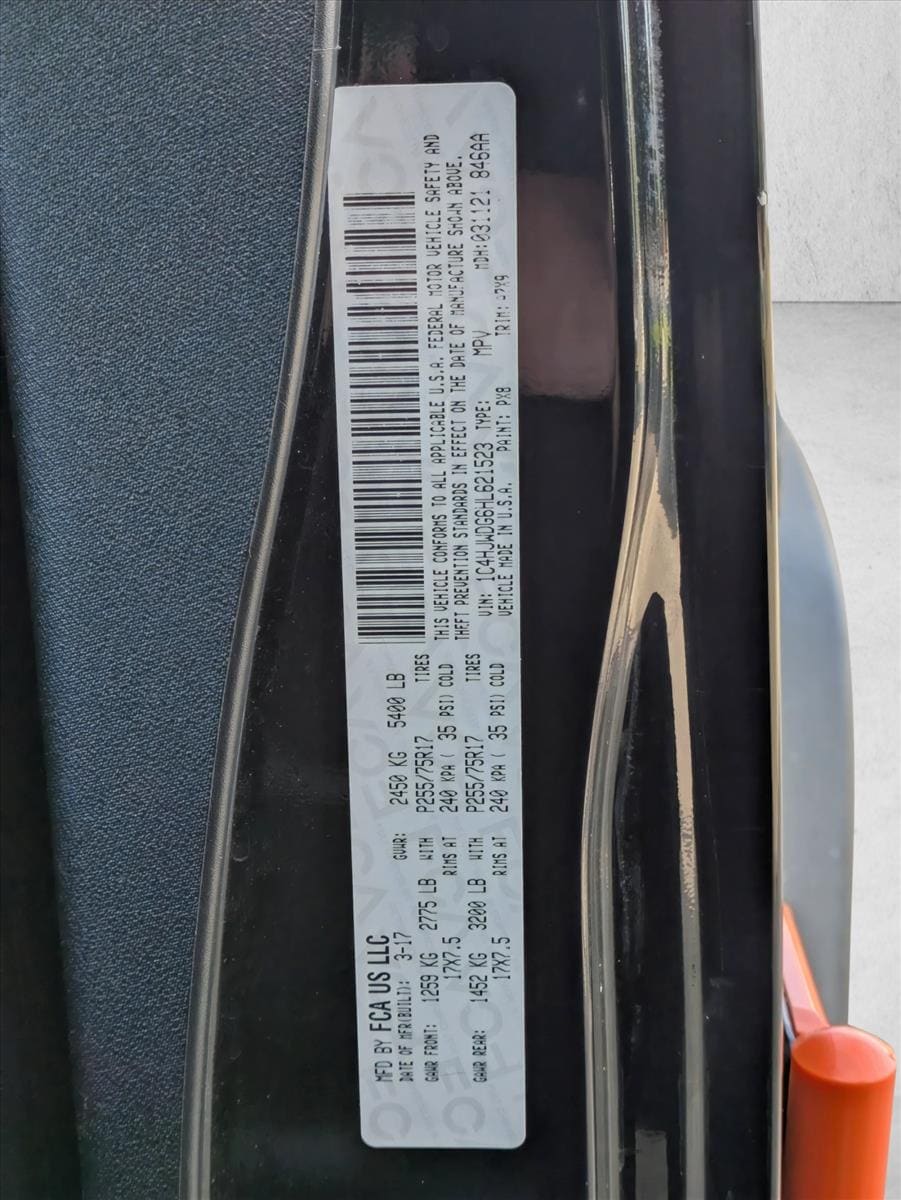 MFD BY FCA US LLC
DATE OF MFR(BUILT): 3-17 GVWR: 2450 KG 5400 LB
GAWR FRONT: 1259 KG 2775 LB WITH P255/75R17 TIRES
17X7.5 RIMS AT 240 KPA ( 35 PSI) COLD
GAWR REAR: 1452 KG 3200 LB WITH P255/75R17 TIRES
17X7.5 RIMS AT 240 KPA ( 35 PSI) COLD
THIS VEHICLE CONFORMS TO ALL APPLICABLE U.S.A. FEDERAL MOTOR VEHICLE SAFETY AND
THEFT PREVENTION STANDARDS IN EFFECT ON THE DATE OF MANUFACTURE SHOWN ABOVE.
VIN: 1C4HJWDG6HL621523 TYPE: MPV MDH:031121 846AA
VEHICLE MADE IN U.S.A. PAINT: PX8 TRIM: